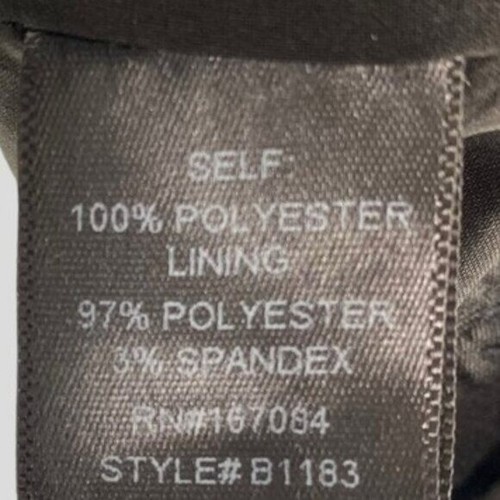 SELF:
100% POLYESTER
LINING
97% POLYESTER
3% SPANDEX
RN#167084
STYLE# B1183